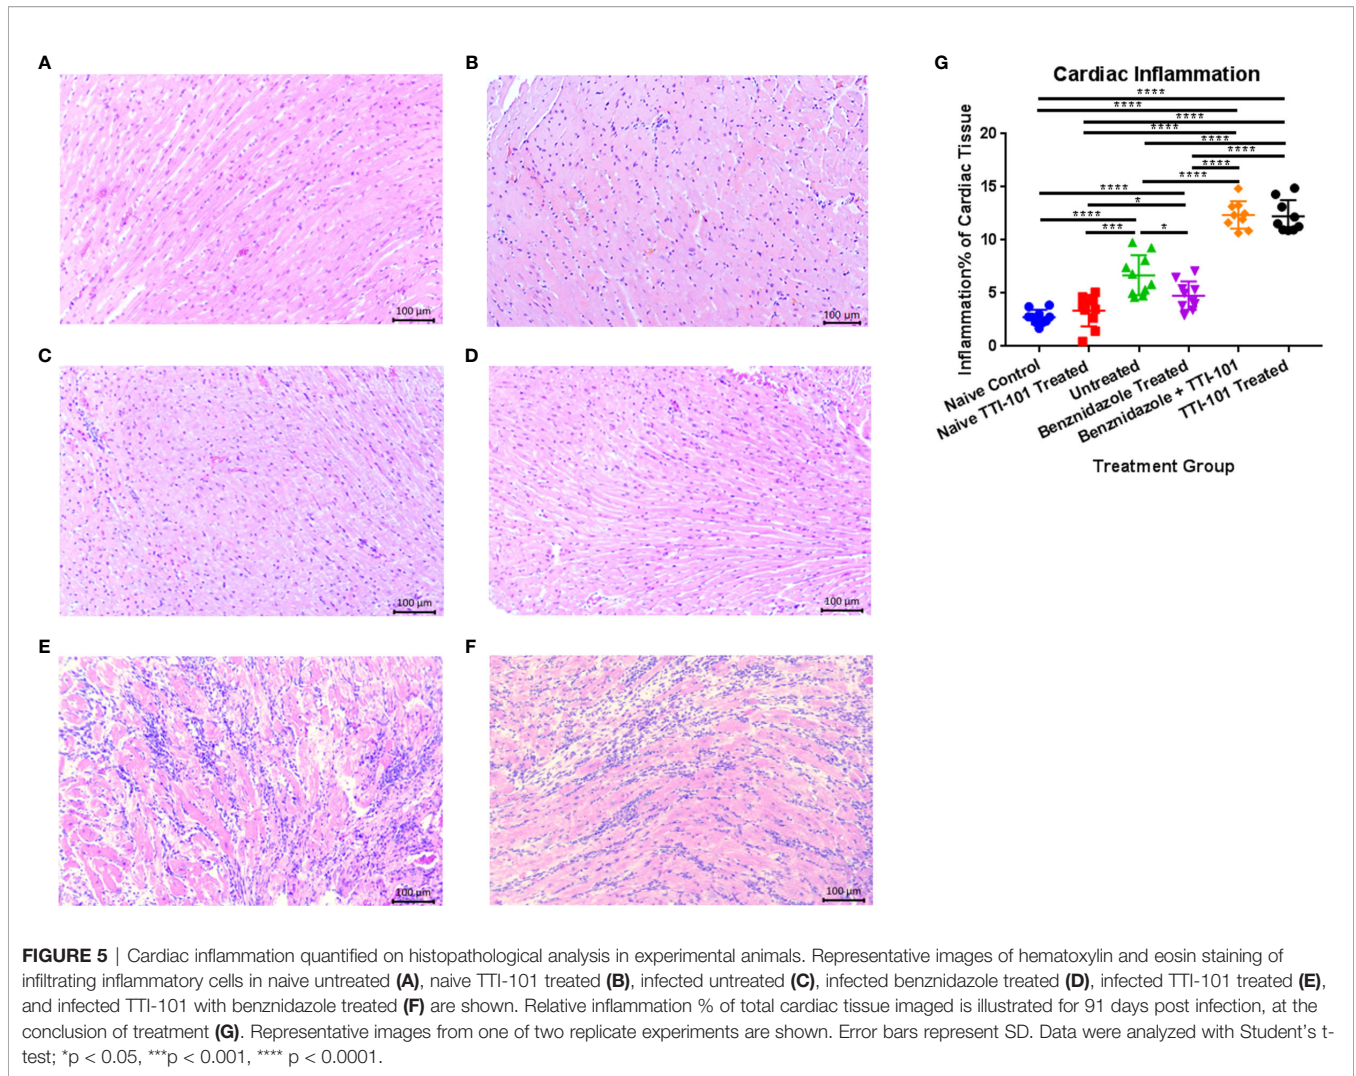 A
B
100 μm
100 μm
C
D
100 μm
100 μm
E
F
100 μm
100 μm
G
Cardiac Inflammation
****
****
****
****
****
****
****
****
****
*
****
***
*
Inflammation% of Cardiac Tissue
20
15
10
5
0
Naive Control
Naive TTI-101 Treated
Untreated
Benznidazole Treated
Benznidazole + TTI-101
TTI-101 Treated
Treatment Group
FIGURE 5 | Cardiac inflammation quantified on histopathological analysis in experimental animals. Representative images of hematoxylin and eosin staining of
infiltrating inflammatory cells in naive untreated (A), naive TTI-101 treated (B), infected untreated (C), infected benznidazole treated (D), infected TTI-101 treated (E),
and infected TTI-101 with benznidazole treated (F) are shown. Relative inflammation % of total cardiac tissue imaged is illustrated for 91 days post infection, at the
conclusion of treatment (G). Representative images from one of two replicate experiments are shown. Error bars represent SD. Data were analyzed with Student’s t-
test; *p < 0.05, ***p < 0.001, **** p < 0.0001.